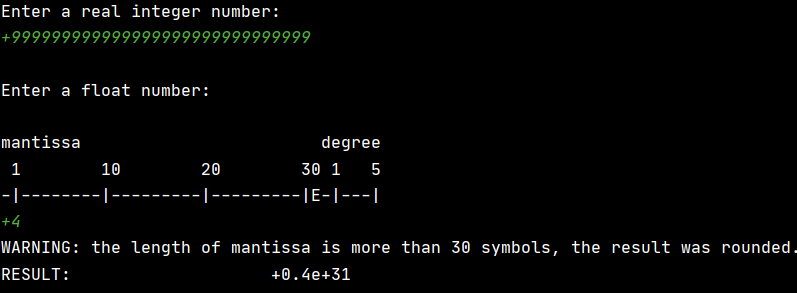 Enter a real integer number:
+999999999999999999999999999999
Enter a float number:
mantissa                        degree
 1        10        20        30 1   5
-|--------|---------|---------|E-|---|
+4
WARNING: the length of mantissa is more than 30 symbols, the result was rounded.
RESULT:                    +0.4e+31